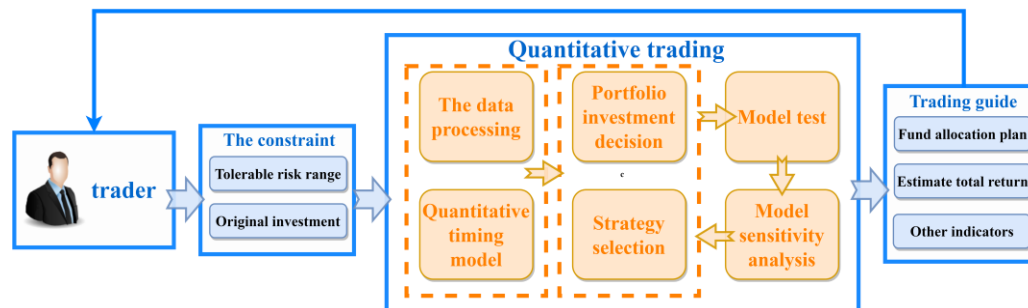 Quantitative trading
trader
The constraint
Tolerable risk range
Original investment
The data
processing
Quantitative
timing
model
Portfolio
investment
decision
c
Strategy
selection
Model test
Model
sensitivity
analysis
Trading guide
Fund allocation plan
Estimate total return
Other indicators